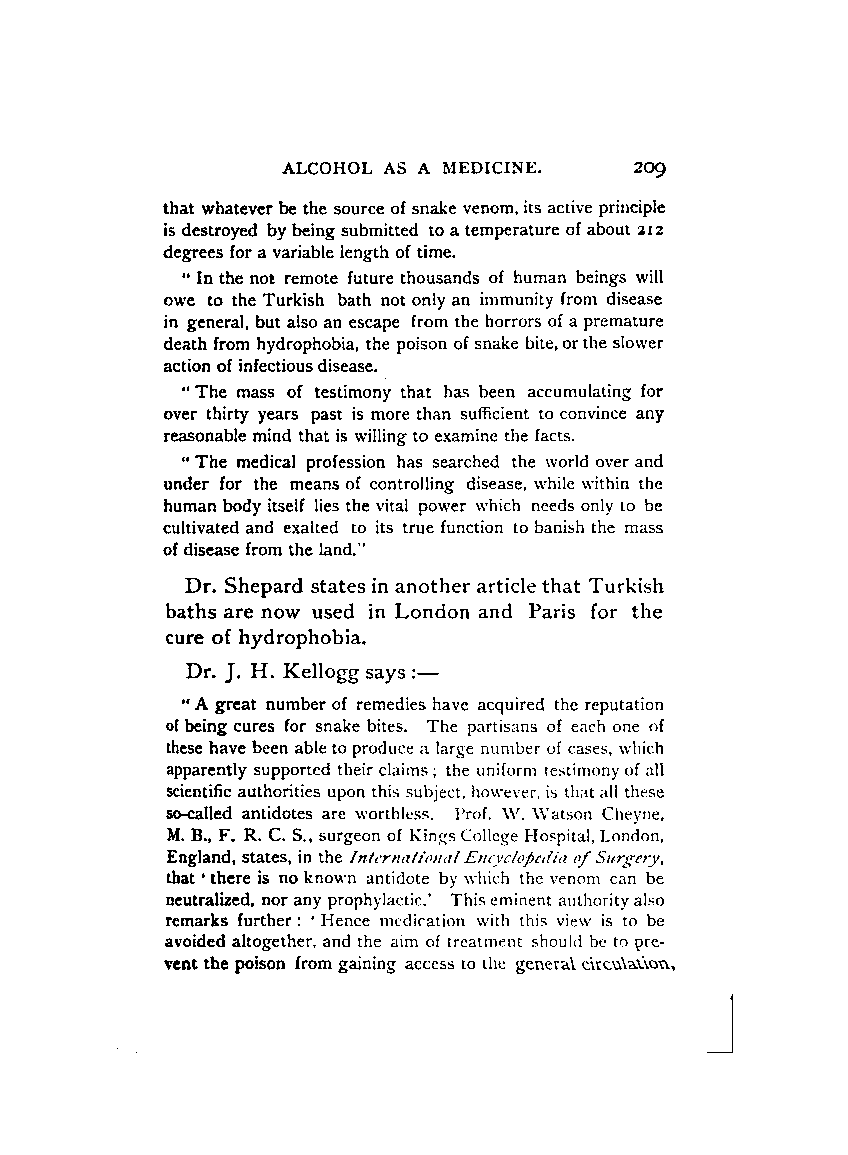 ALCOHOL AS A MEDICINE. 209
that whatever be the source of snake venom, its active principle
is destroyed by being submitted to a temperature of about 212
degrees for a variable length of time.
" In the not remote future thousands of human beings will
owe to the Turkish bath not only an immunity from disease
in general, but also an escape from the horrors of a premature
death from hydrophobia, the poison of snake bite, or the slower
action of infectious disease.
" The mass of testimony that has been accumulating for
over thirty years past is more than sufficient to convince any
reasonable mind that is willing to examine the facts.
" The medical profession has searched the world over and
under for the means of controlling disease, while within the
human body itself lies the vital power which needs only to be
cultivated and exalted to its true function to banish the mass
of disease from the land."
Dr. Shepard states in another article that Turkish
baths are now used in London and Paris for the
cure of hydrophobia.
Dr. J. H. Kellogg says :—
" A great number of remedies have acquired the reputation
of being cures for snake bites. The partisans of each one of
these have been able to produce a large number of cases, which
apparently supported their claims ; the uniform testimony of all
scientific authorities upon this subject, however, is that all these
so-called antidotes are worthless. Prof. W. Watson Cheyne,
M. B., F. R. C. S., surgeon of Kings College Hospital, London,
England, states, in the International Encyclopedia of Surgery,
that ' there is no known antidote by which the venom can be
neutralized, nor any prophylactic.' This eminent authority also
remarks further : ' Hence medication with this view is to be
avoided altogether, and the aim of treatment should be to pre-
vent the poison from gaining access to the general circulation,